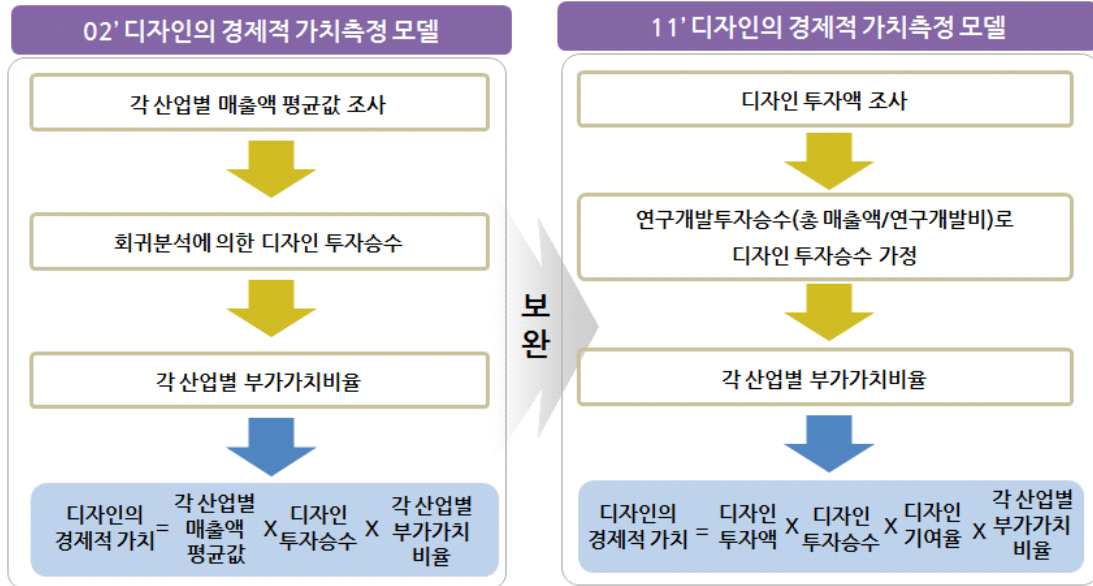 02’ 디자인의 경제적 가치측정 모델
각 산업별 매출액 평균값 조사
회귀분석에 의한 디자인 투자승수
각 산업별 부가가치비율
디자인의
경제적 가치
=
각 산업별
매출액
평균값
X
디자인
투자승수
X
각 산업별
부가가치
비율
보
완
11’ 디자인의 경제적 가치측정 모델
디자인 투자액 조사
연구개발투자승수(총 매출액/연구개발비)로
디자인 투자승수 가정
각 산업별 부가가치비율
디자인의
경제적 가치
=
디자인
투자액
X
디자인
투자승수
X
디자인
기여율
X
각 산업별
부가가치
비율